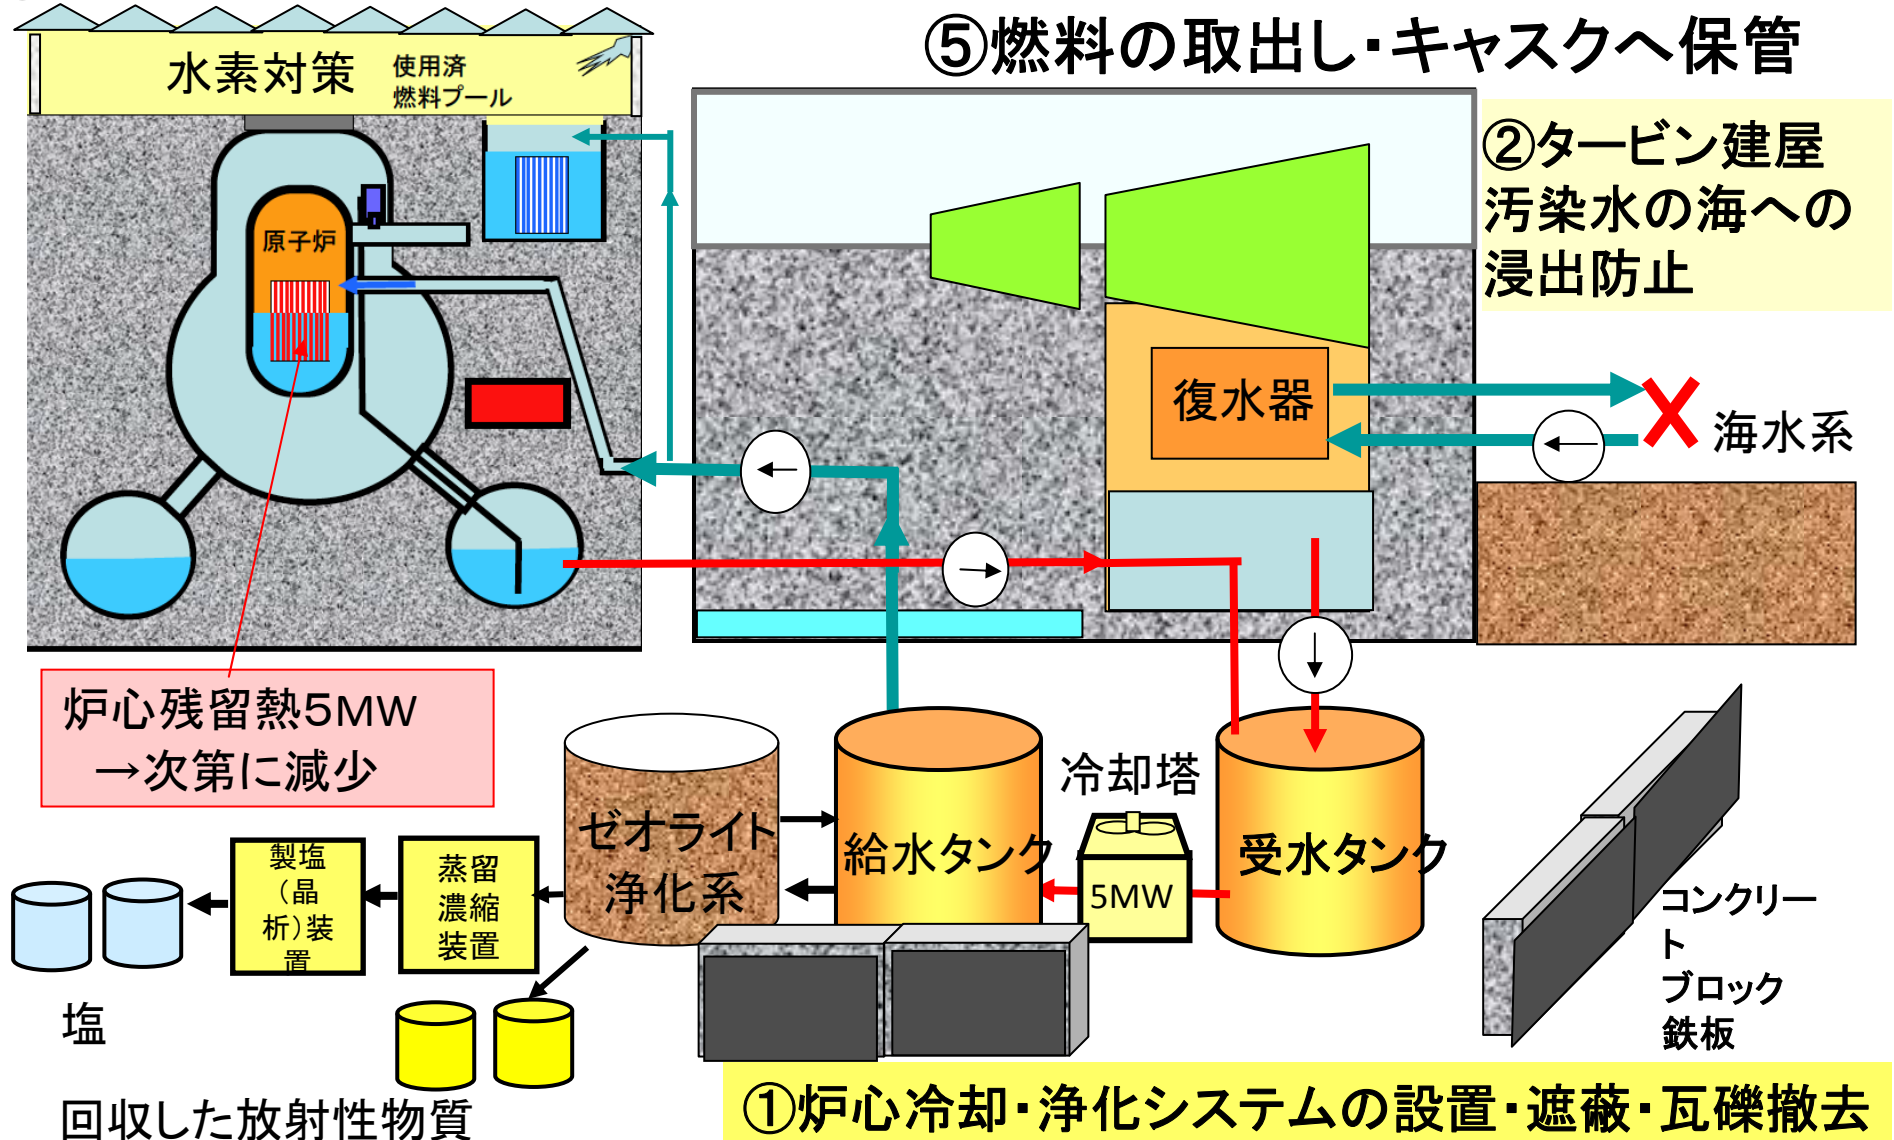 ⑤燃料の取出し・キャスクへ保管
水素対策
使用済
燃料プール
②タービン建屋
汚染水の海への
浸出防止
原子炉
復水器
海水系
炉心残留熱5MW
→次第に減少
冷却塔
ゼオライト
浄化系
給水タンク
5MW
受水タンク
製塩
（晶
析）装
置
蒸留
濃縮
装置
コンクリー
ト
ブロック
鉄板
塩
回収した放射性物質
①炉心冷却・浄化システムの設置・遮蔽・瓦礫撤去